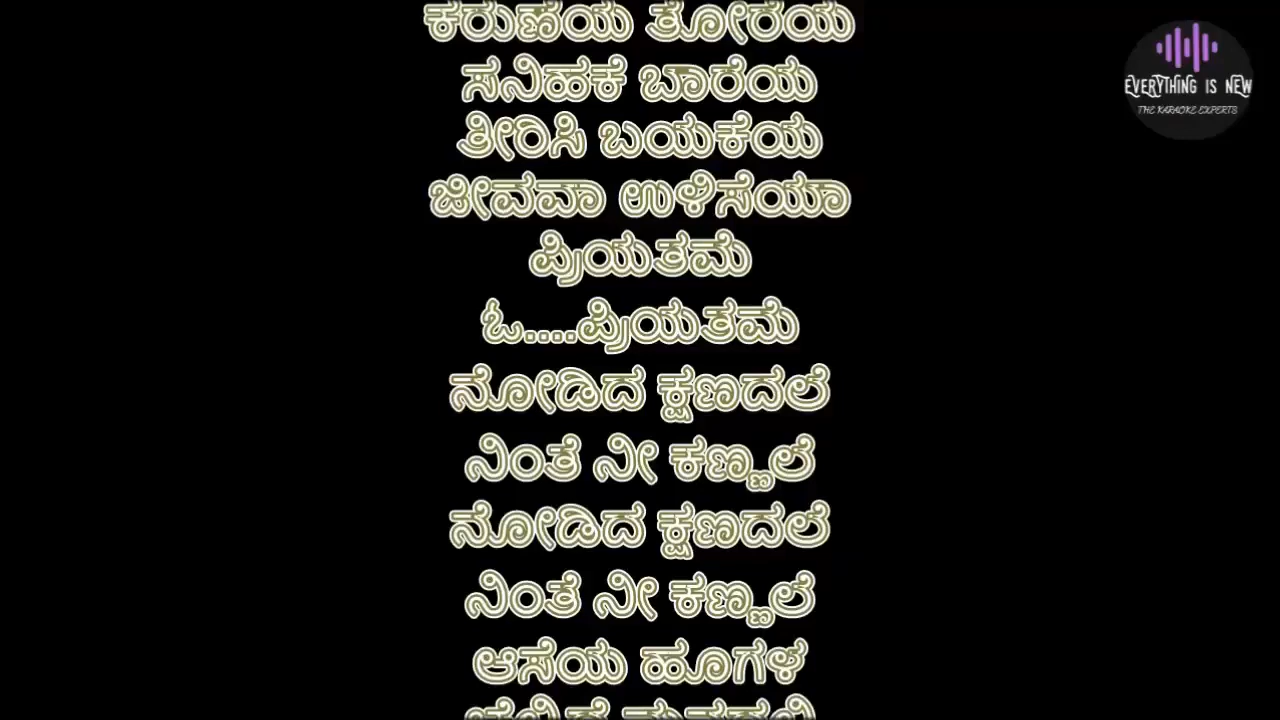 ಕರುಣೆಯ ತೋರೆಯ
ಸನಿಹಕೆ ಬಾರೆಯ
ತೀರಿಸಿ ಬಯಕೆಯ
ಜೀವವಾ ಉಳಿಸೆಯಾ
ಪ್ರಿಯತಮೆ
ಓ....ಪ್ರಿಯತಮೆ
ನೋಡಿದ ಕ್ಷಣದಲೆ
ನಿಂತೆ ನೀ ಕಣ್ಣಲೆ
ನೋಡಿದ ಕ್ಷಣದಲೆ
ನಿಂತೆ ನೀ ಕಣ್ಣಲೆ
ಆಸೆಯ ಹೂಗಳ
EVERYTHING IS NEW
THE KARAOKE EXPERTS